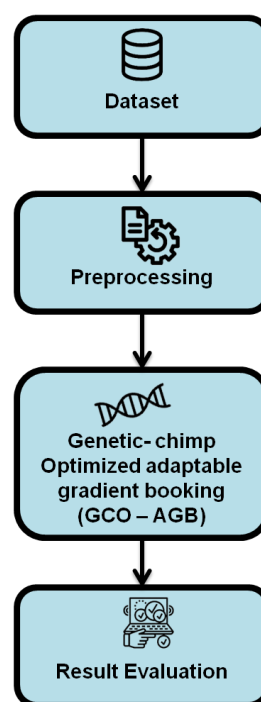 Dataset
Preprocessing
Genetic- chimp
Optimized adaptable
gradient booking
(GCO – AGB)
Result Evaluation